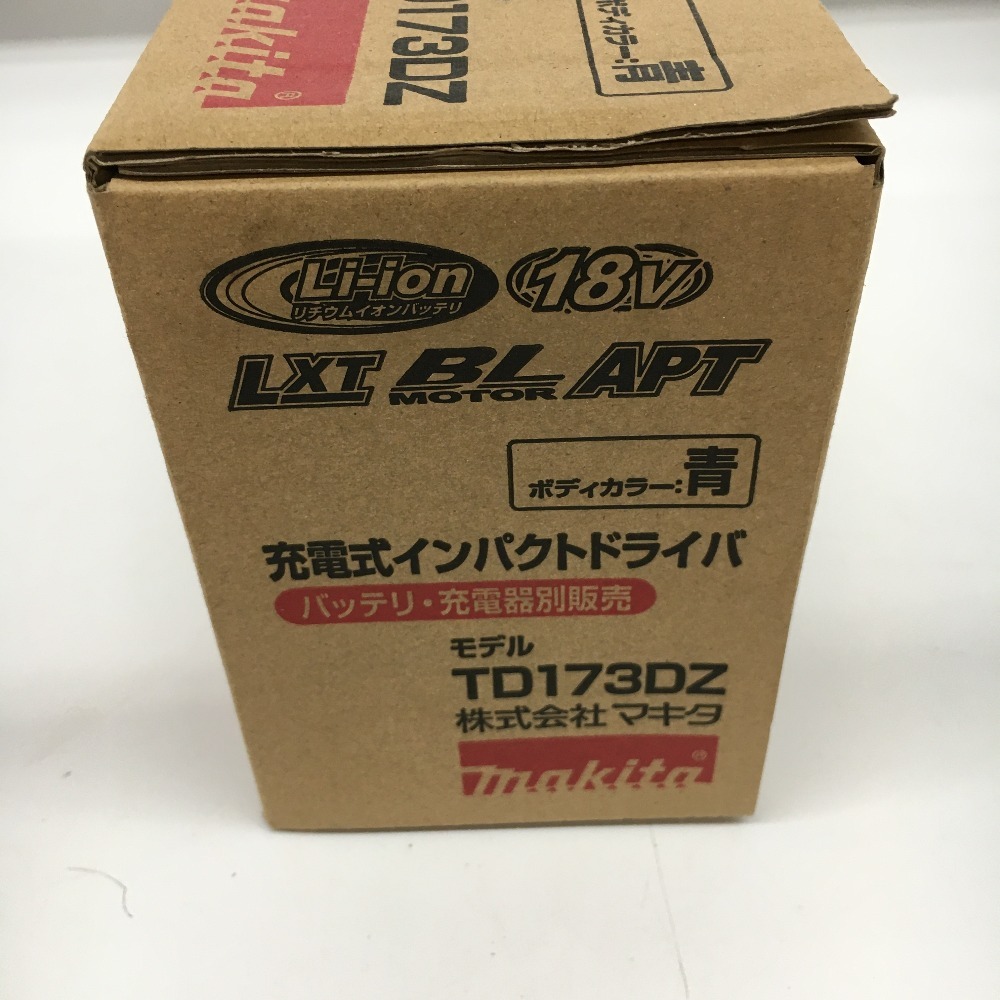 makita®
173DZ
ボディカラー:青
Li-ion 18V
リチウムイオンバッテリ
LXT BL MOTOR APT
ボディカラー:青
充電式インパクトドライバ
バッテリ・充電器別販売
モデル
TD173DZ
株式会社マキタ
makita®